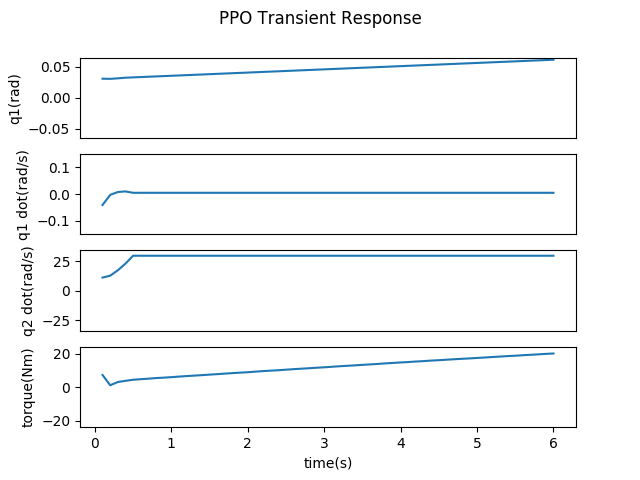 PPO Transient Response
0.05
0.00
−0.05
q1(rad)
0.1
0.0
−0.1
q1 dot(rad/s)
25
0
−25
q2 dot(rad/s)
20
0
−20
torque(Nm)
0 1 2 3 4 5 6
time(s)